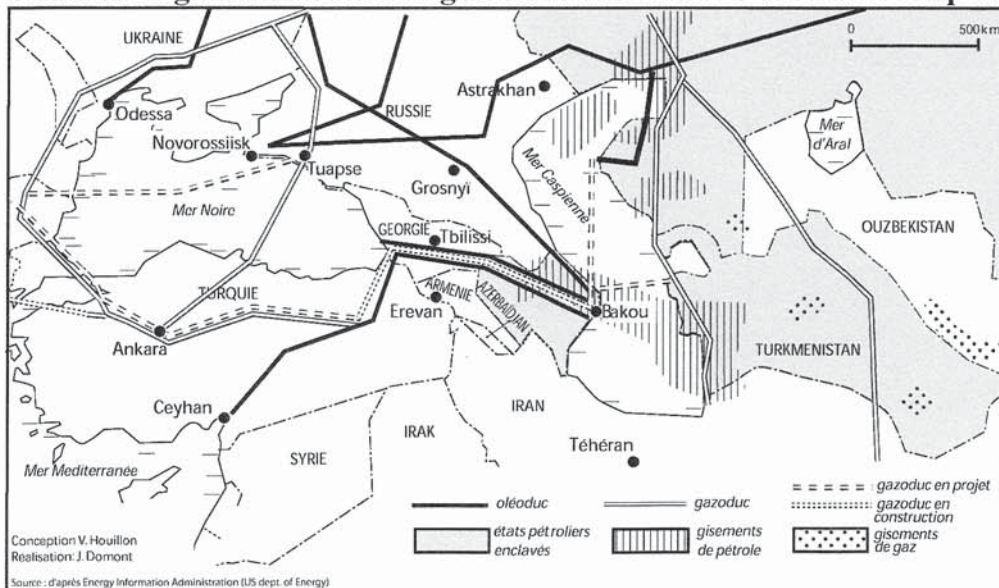 0 500 km
UKRAINE
Odessa
RUSSIE
Astrakhan
Novorossiisk
Tuapse
Grosnyï
Mer
d'Aral
Mer Caspienne
Mer Noire
OUZBEKISTAN
GEORGIE
Tbilissi
TURQUIE
ARMENIE
AZERBAIDJAN
Erevan
Bakou
TURKMENISTAN
Ankara
Ceyhan
IRAN
IRAK
SYRIE
Téhéran
Mer Mediterranée
oléoduc
gazoduc
gazoduc en projet
gazoduc en
construction
états pétroliers
enclavés
gisements
de pétrole
gisements
de gaz
Conception V. Houillon
Realisation: J. Domont
Source : d'après Energy Information Administration (US dept. of Energy)